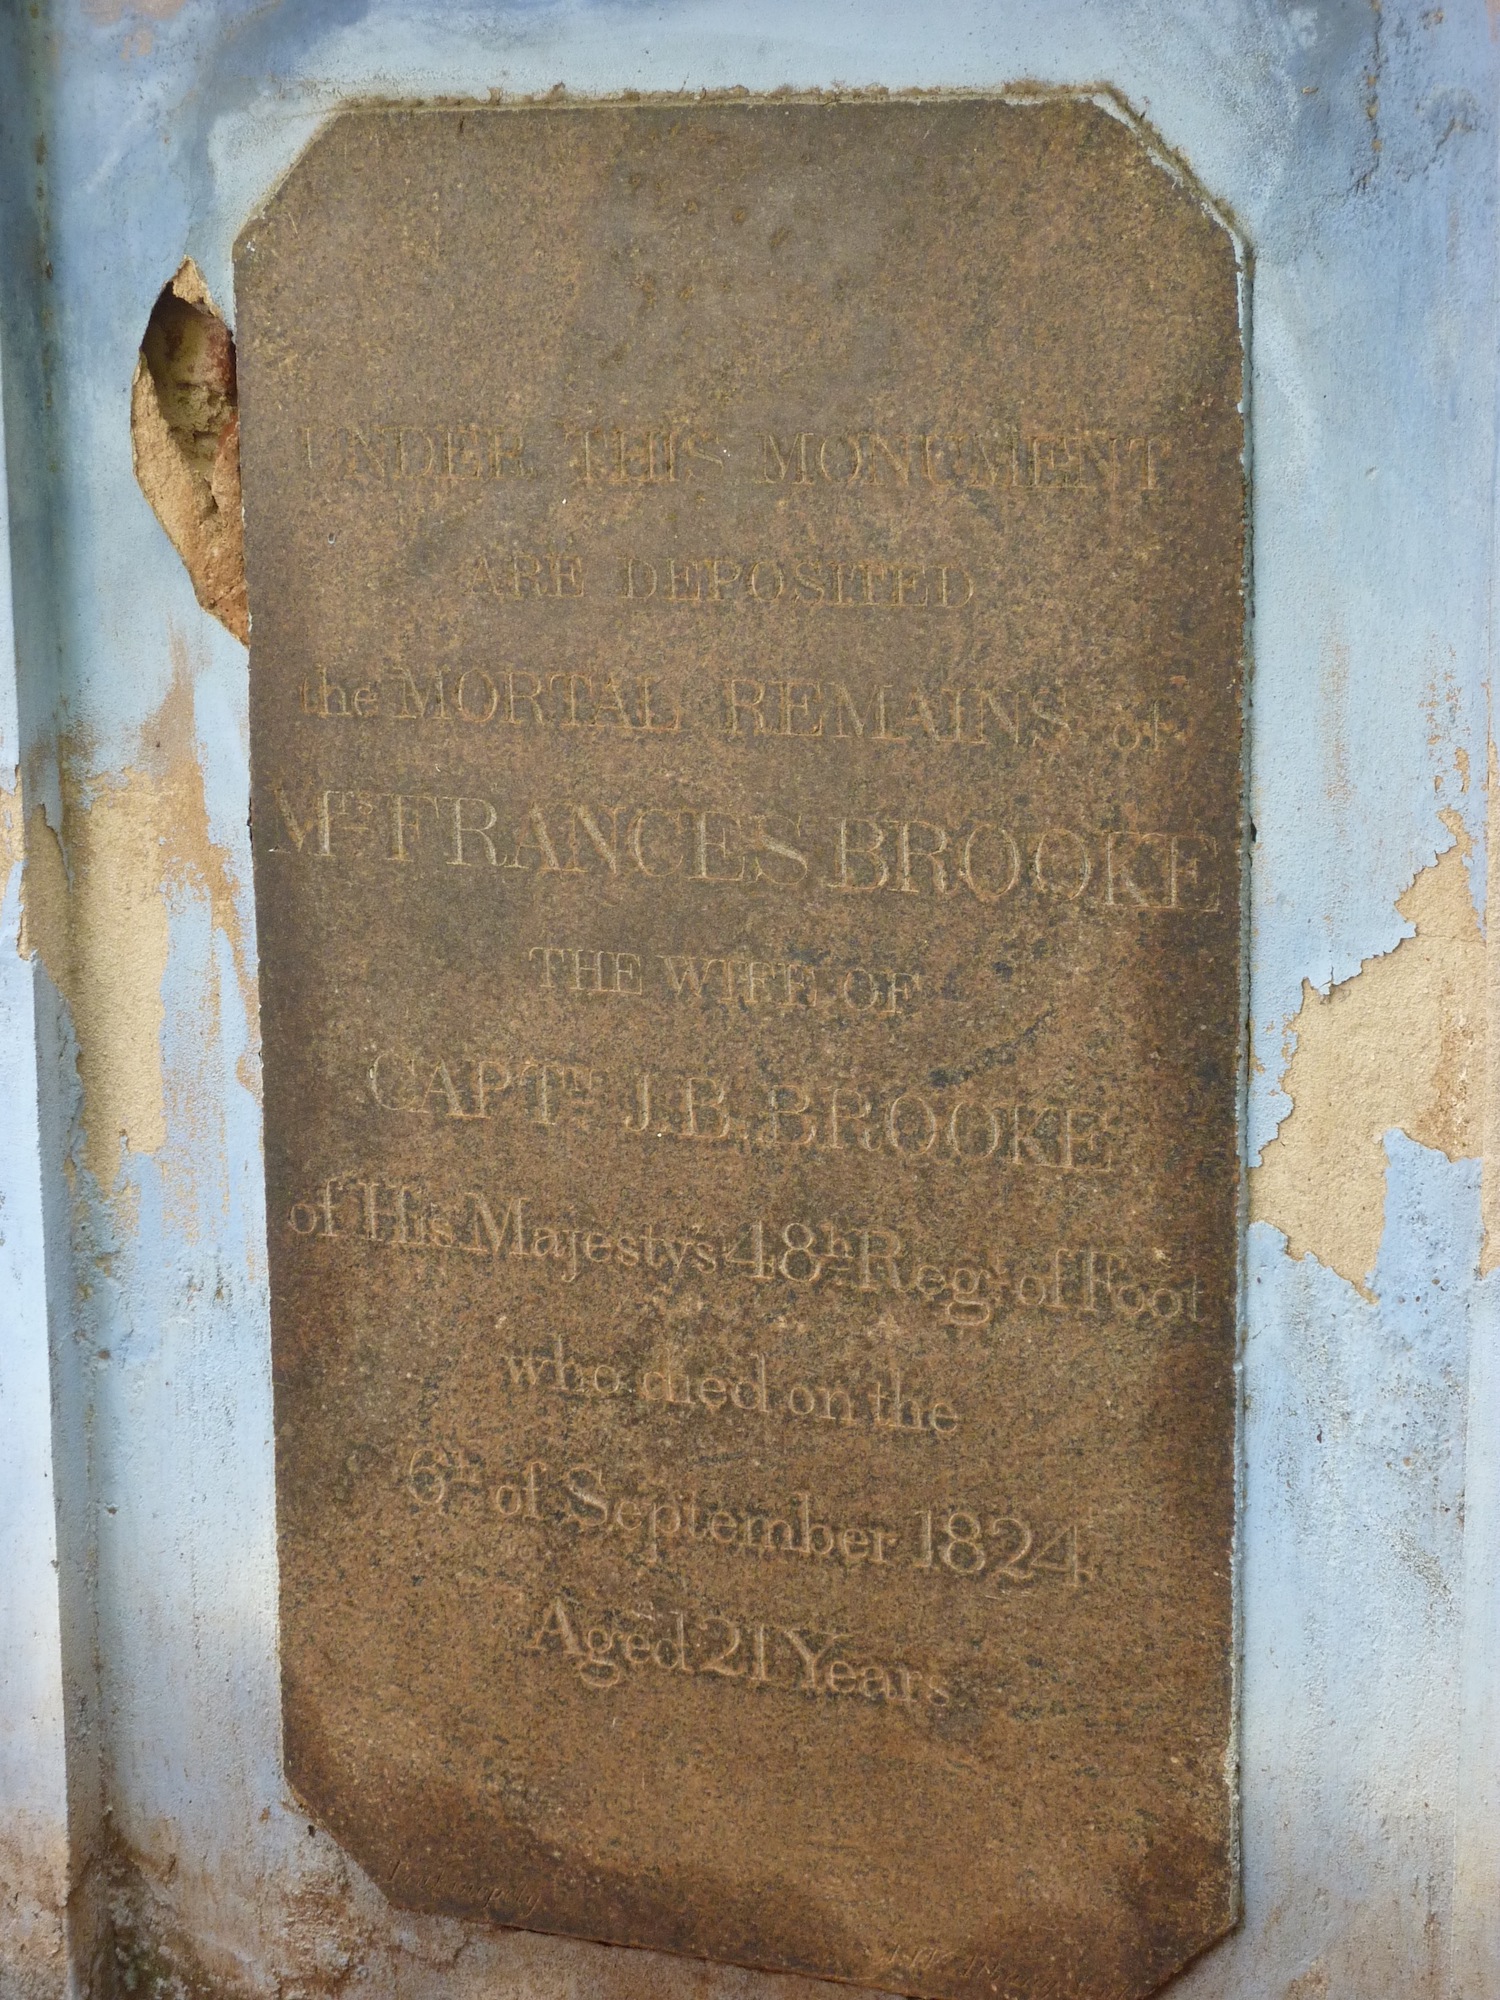 UNDER THIS MONUMENT
ARE DEPOSITED
the MORTAL REMAINS of
Mrs FRANCES BROOKE
THE WIFE OF
CAPTN J.B. BROOKE
of His Majestys 48th Regt of Foot
who died on the
6th of September 1824
Aged 21 Years